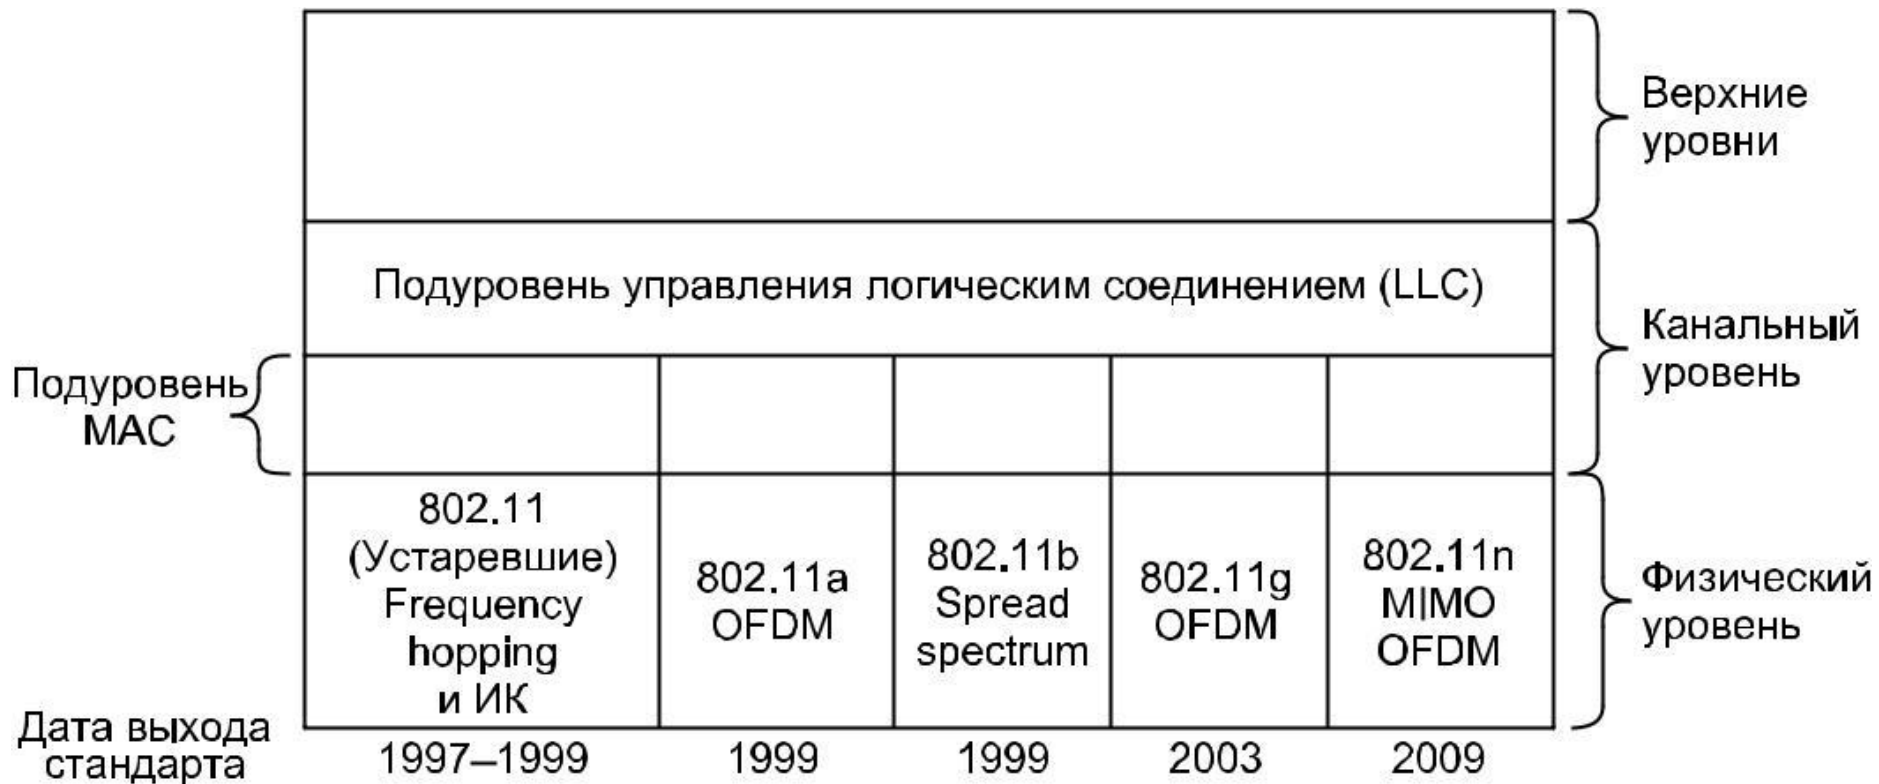 Верхние
уровни
Подуровень управления логическим соединением (LLC)
Канальный
уровень
Подуровень
MAC
802.11
(Устаревшие)
Frequency
hopping
и ИК
802.11a
OFDM
802.11b
Spread
spectrum
802.11g
OFDM
802.11n
MIMO
OFDM
Физический
уровень
Дата выхода
стандарта
1997–1999
1999
1999
2003
2009